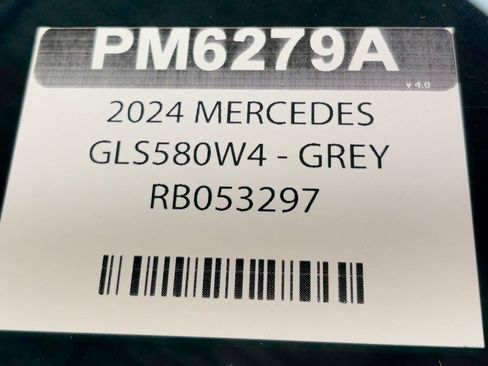 PM6279A
v 4.0
2024 MERCEDES
GLS580W4 - GREY
RB053297